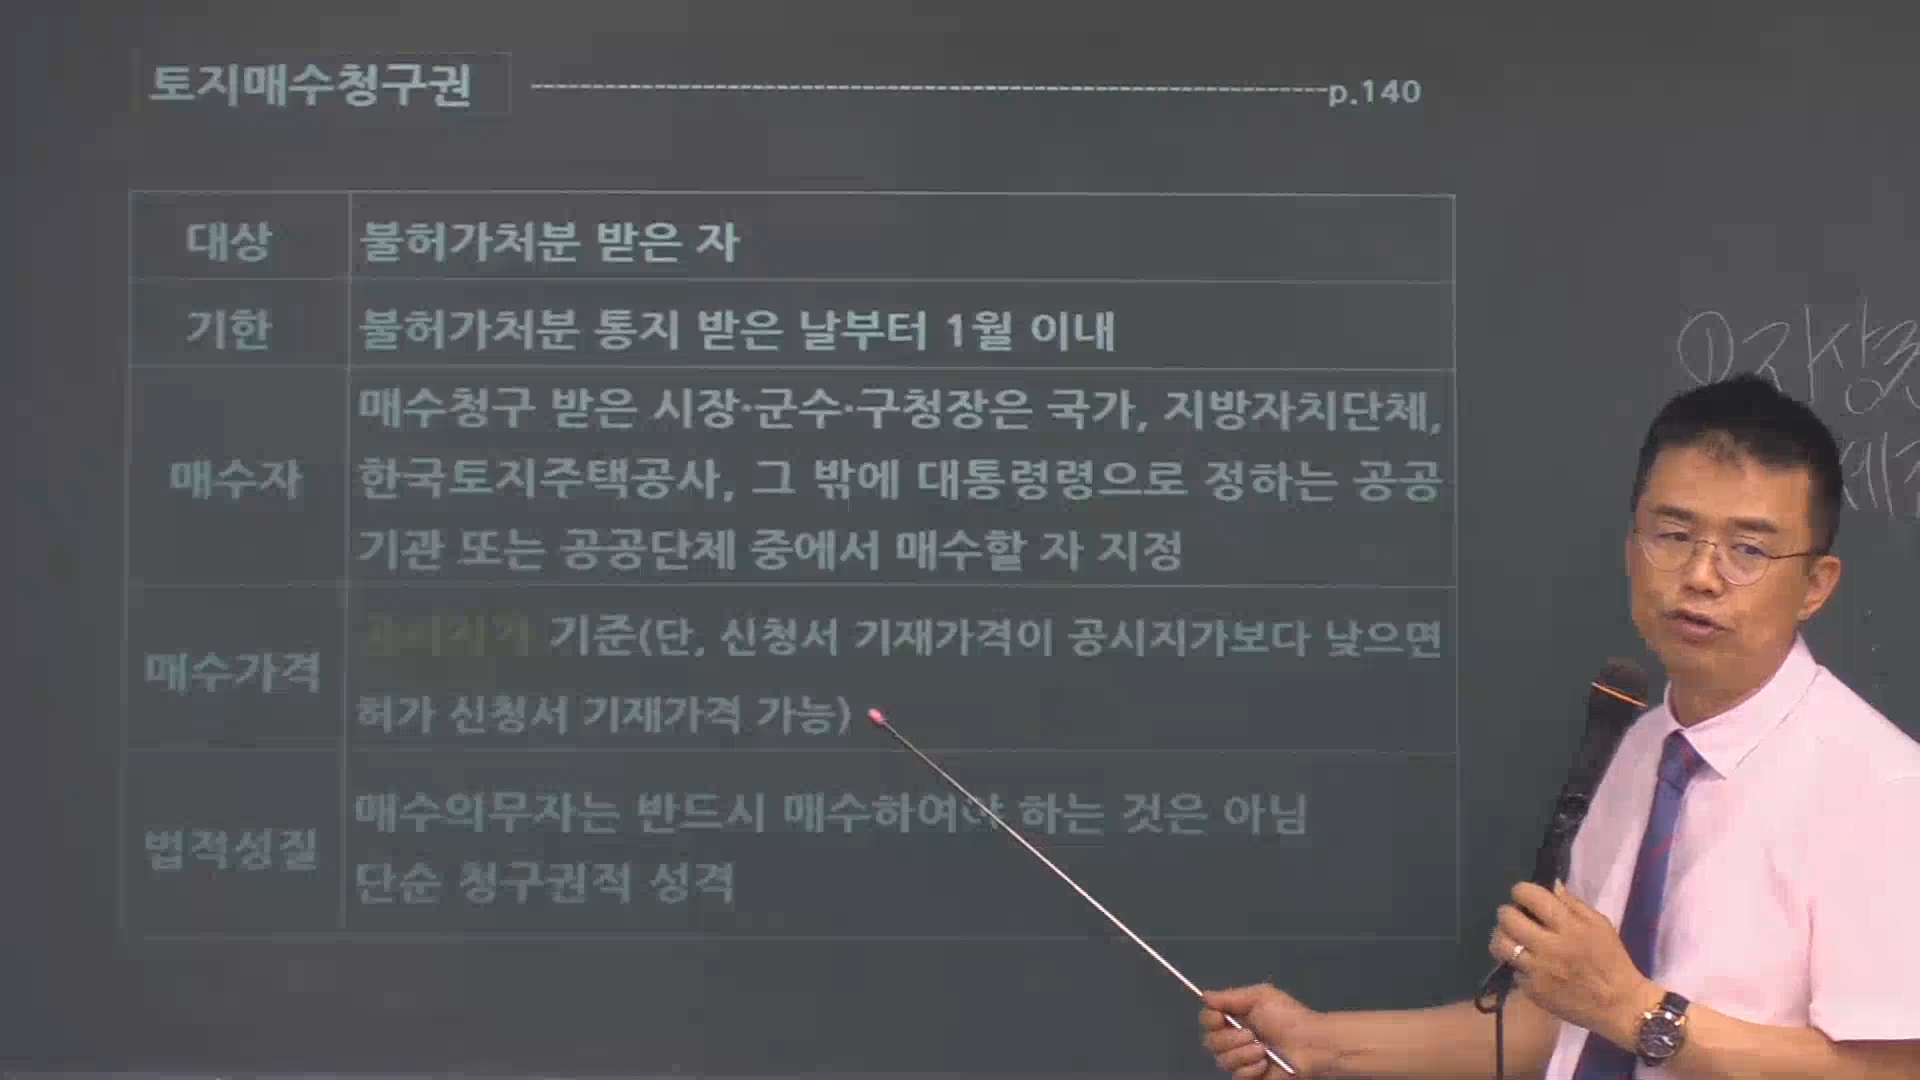 토지매수청구권 p.140
대상 불허가처분 받은 자
기한 불허가처분 통지 받은 날부터 1월 이내
매수청구 받은 시장·군수·구청장은 국가, 지방자치단체,
매수자 한국토지주택공사, 그 밖에 대통령령으로 정하는 공공
기관 또는 공공단체 중에서 매수할 자 지정
공시지가 기준(단, 신청서 기재가격이 공시지가보다 낮으면
매수가격
허가 신청서 기재가격 가능)
매수의무자는 반드시 매수하여야 하는 것은 아님
법적성질
단순 청구권적 성격